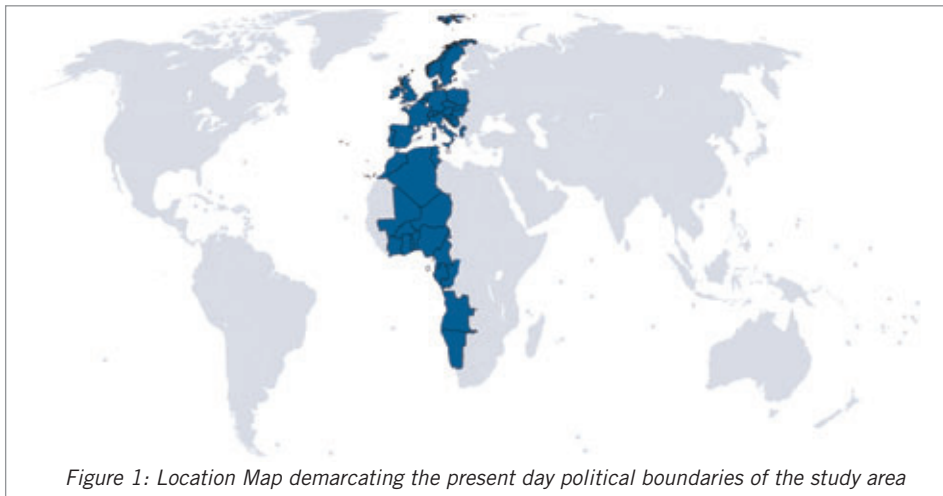 Figure 1: Location Map demarcating the present day political boundaries of the study area